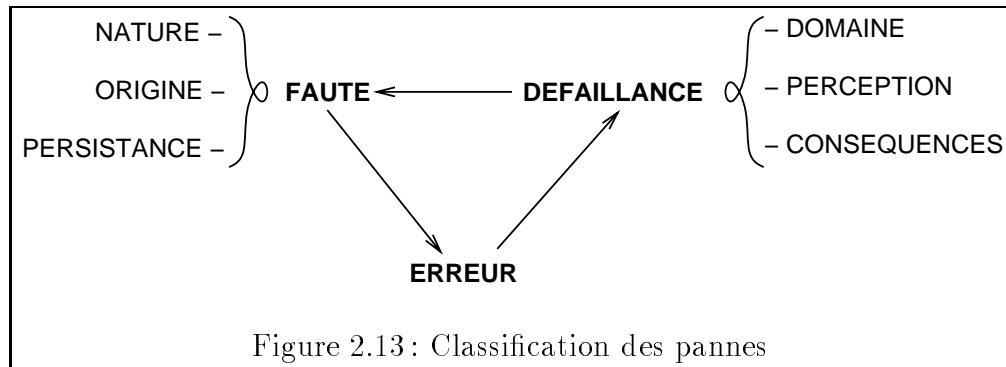 NATURE –
ORIGINE –
PERSISTANCE –
FAUTE
DEFAILLANCE
– DOMAINE
– PERCEPTION
– CONSEQUENCES
ERREUR
Figure 2.13 : Classification des pannes